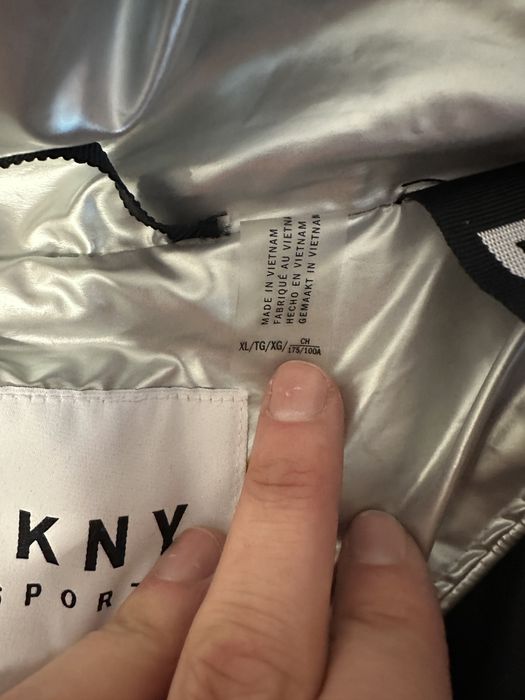 MADE IN VIETNAM
FABRIQUÉ AU VIETN
HECHO EN VIETNAM
GEMAAKT IN VIETNAM
XL/TG/XG/ CH
175/100A
KNY
SPORT